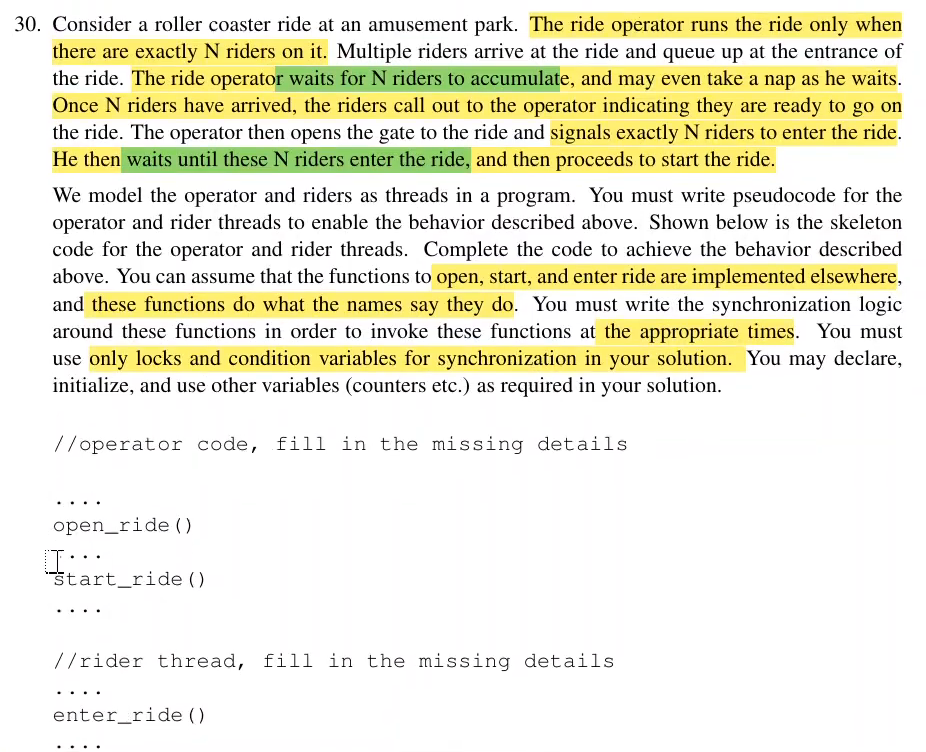 30. Consider a roller coaster ride at an amusement park. The ride operator runs the ride only when
there are exactly N riders on it. Multiple riders arrive at the ride and queue up at the entrance of
the ride. The ride operator waits for N riders to accumulate, and may even take a nap as he waits.
Once N riders have arrived, the riders call out to the operator indicating they are ready to go on
the ride. The operator then opens the gate to the ride and signals exactly N riders to enter the ride.
He then waits until these N riders enter the ride, and then proceeds to start the ride.
We model the operator and riders as threads in a program. You must write pseudocode for the
operator and rider threads to enable the behavior described above. Shown below is the skeleton
code for the operator and rider threads. Complete the code to achieve the behavior described
above. You can assume that the functions to open, start, and enter ride are implemented elsewhere,
and these functions do what the names say they do. You must write the synchronization logic
around these functions in order to invoke these functions at the appropriate times. You must
use only locks and condition variables for synchronization in your solution. You may declare,
initialize, and use other variables (counters etc.) as required in your solution.
//operator code, fill in the missing details
....
open_ride()
....
start_ride()
....
//rider thread, fill in the missing details
....
enter_ride()
....